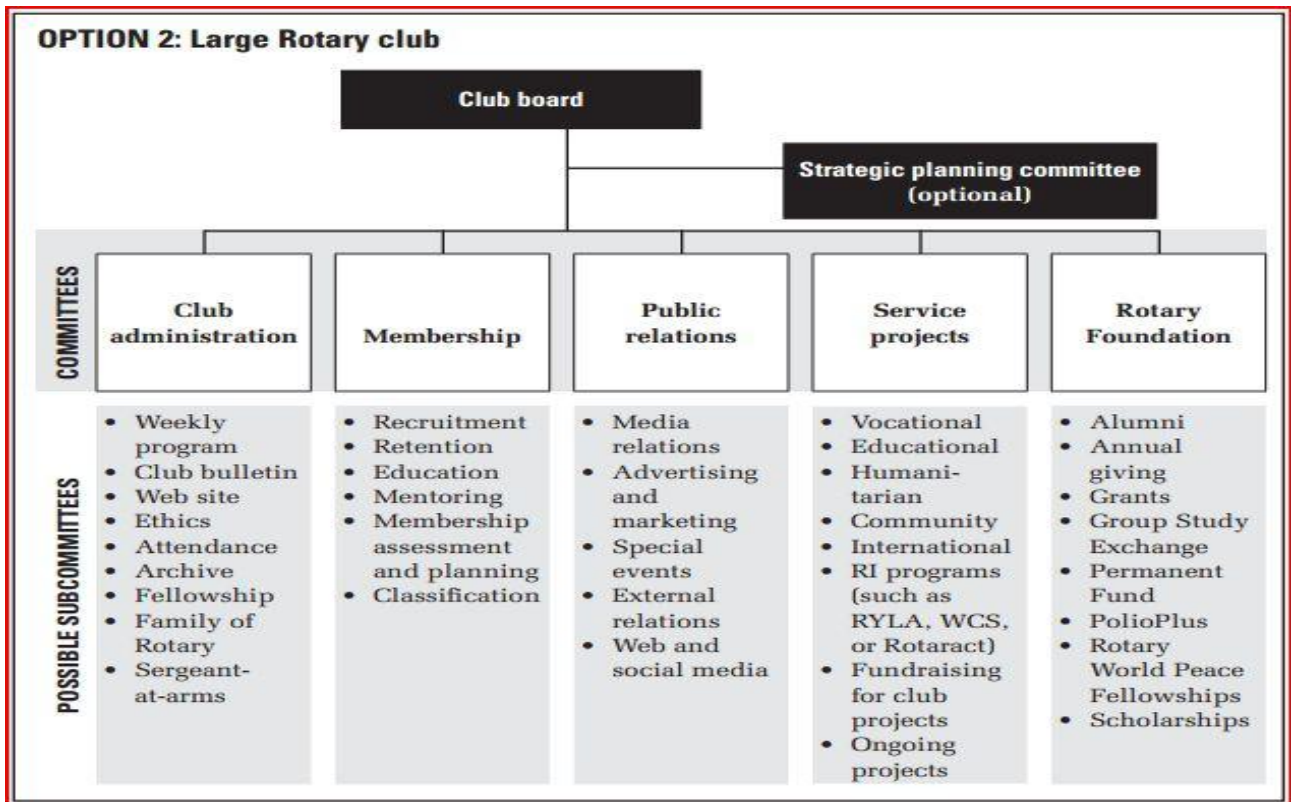 OPTION 2: Large Rotary club
Club board
Strategic planning committee
(optional)
COMMITTEES
Club
administration
Membership
Public
relations
Service
projects
Rotary
Foundation
POSSIBLE SUBCOMMITTEES
• Weekly
program
• Club bulletin
• Web site
• Ethics
• Attendance
• Archive
• Fellowship
• Family of
Rotary
• Sergeant-
at-arms
• Recruitment
• Retention
• Education
• Mentoring
• Membership
assessment
and planning
• Classification
• Media
relations
• Advertising
and
marketing
• Special
events
• External
relations
• Web and
social media
• Vocational
• Educational
• Humani-
tarian
• Community
• International
• RI programs
(such as
RYLA, WCS,
or Rotaract)
• Fundraising
for club
projects
• Ongoing
projects
• Alumni
• Annual
giving
• Grants
• Group Study
Exchange
• Permanent
Fund
• PolioPlus
• Rotary
World Peace
Fellowships
• Scholarships